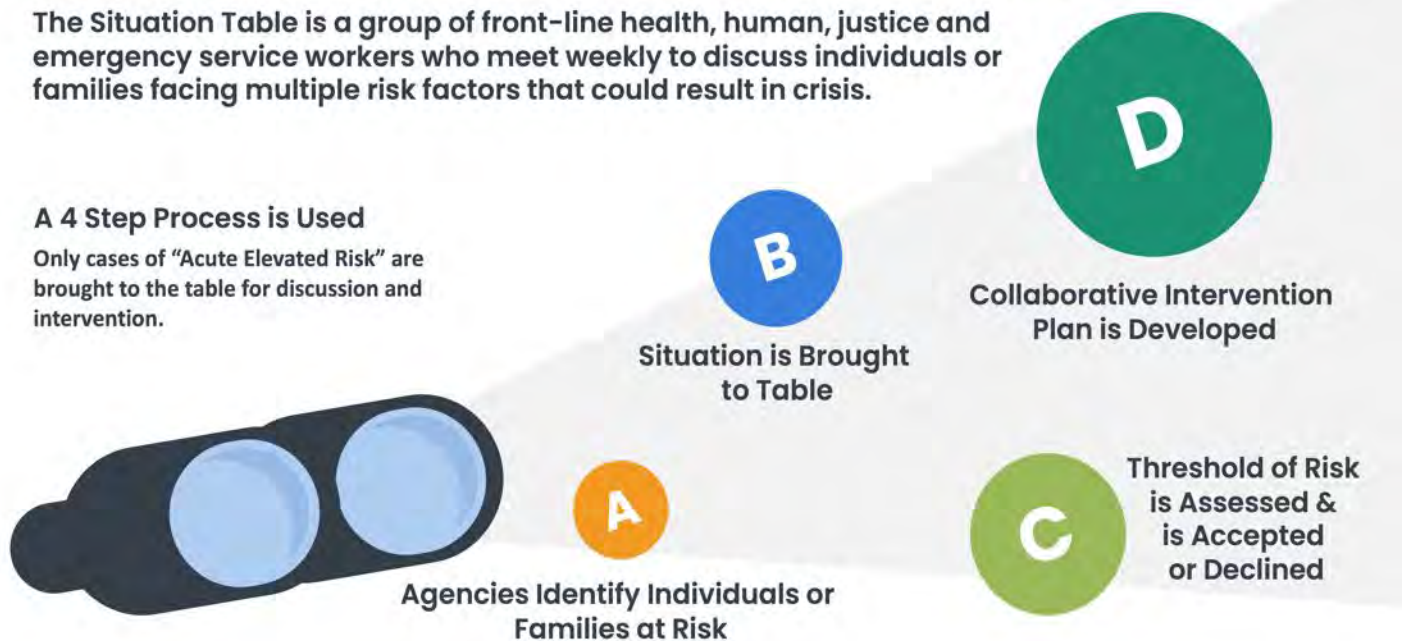 The Situation Table is a group of front-line health, human, justice and
emergency service workers who meet weekly to discuss individuals or
families facing multiple risk factors that could result in crisis.
A 4 Step Process is Used
Only cases of “Acute Elevated Risk” are
brought to the table for discussion and
intervention.
A
Agencies Identify Individuals or
Families at Risk
B
Situation is Brought
to Table
C
Threshold of Risk
is Assessed &
is Accepted
or Declined
D
Collaborative Intervention
Plan is Developed